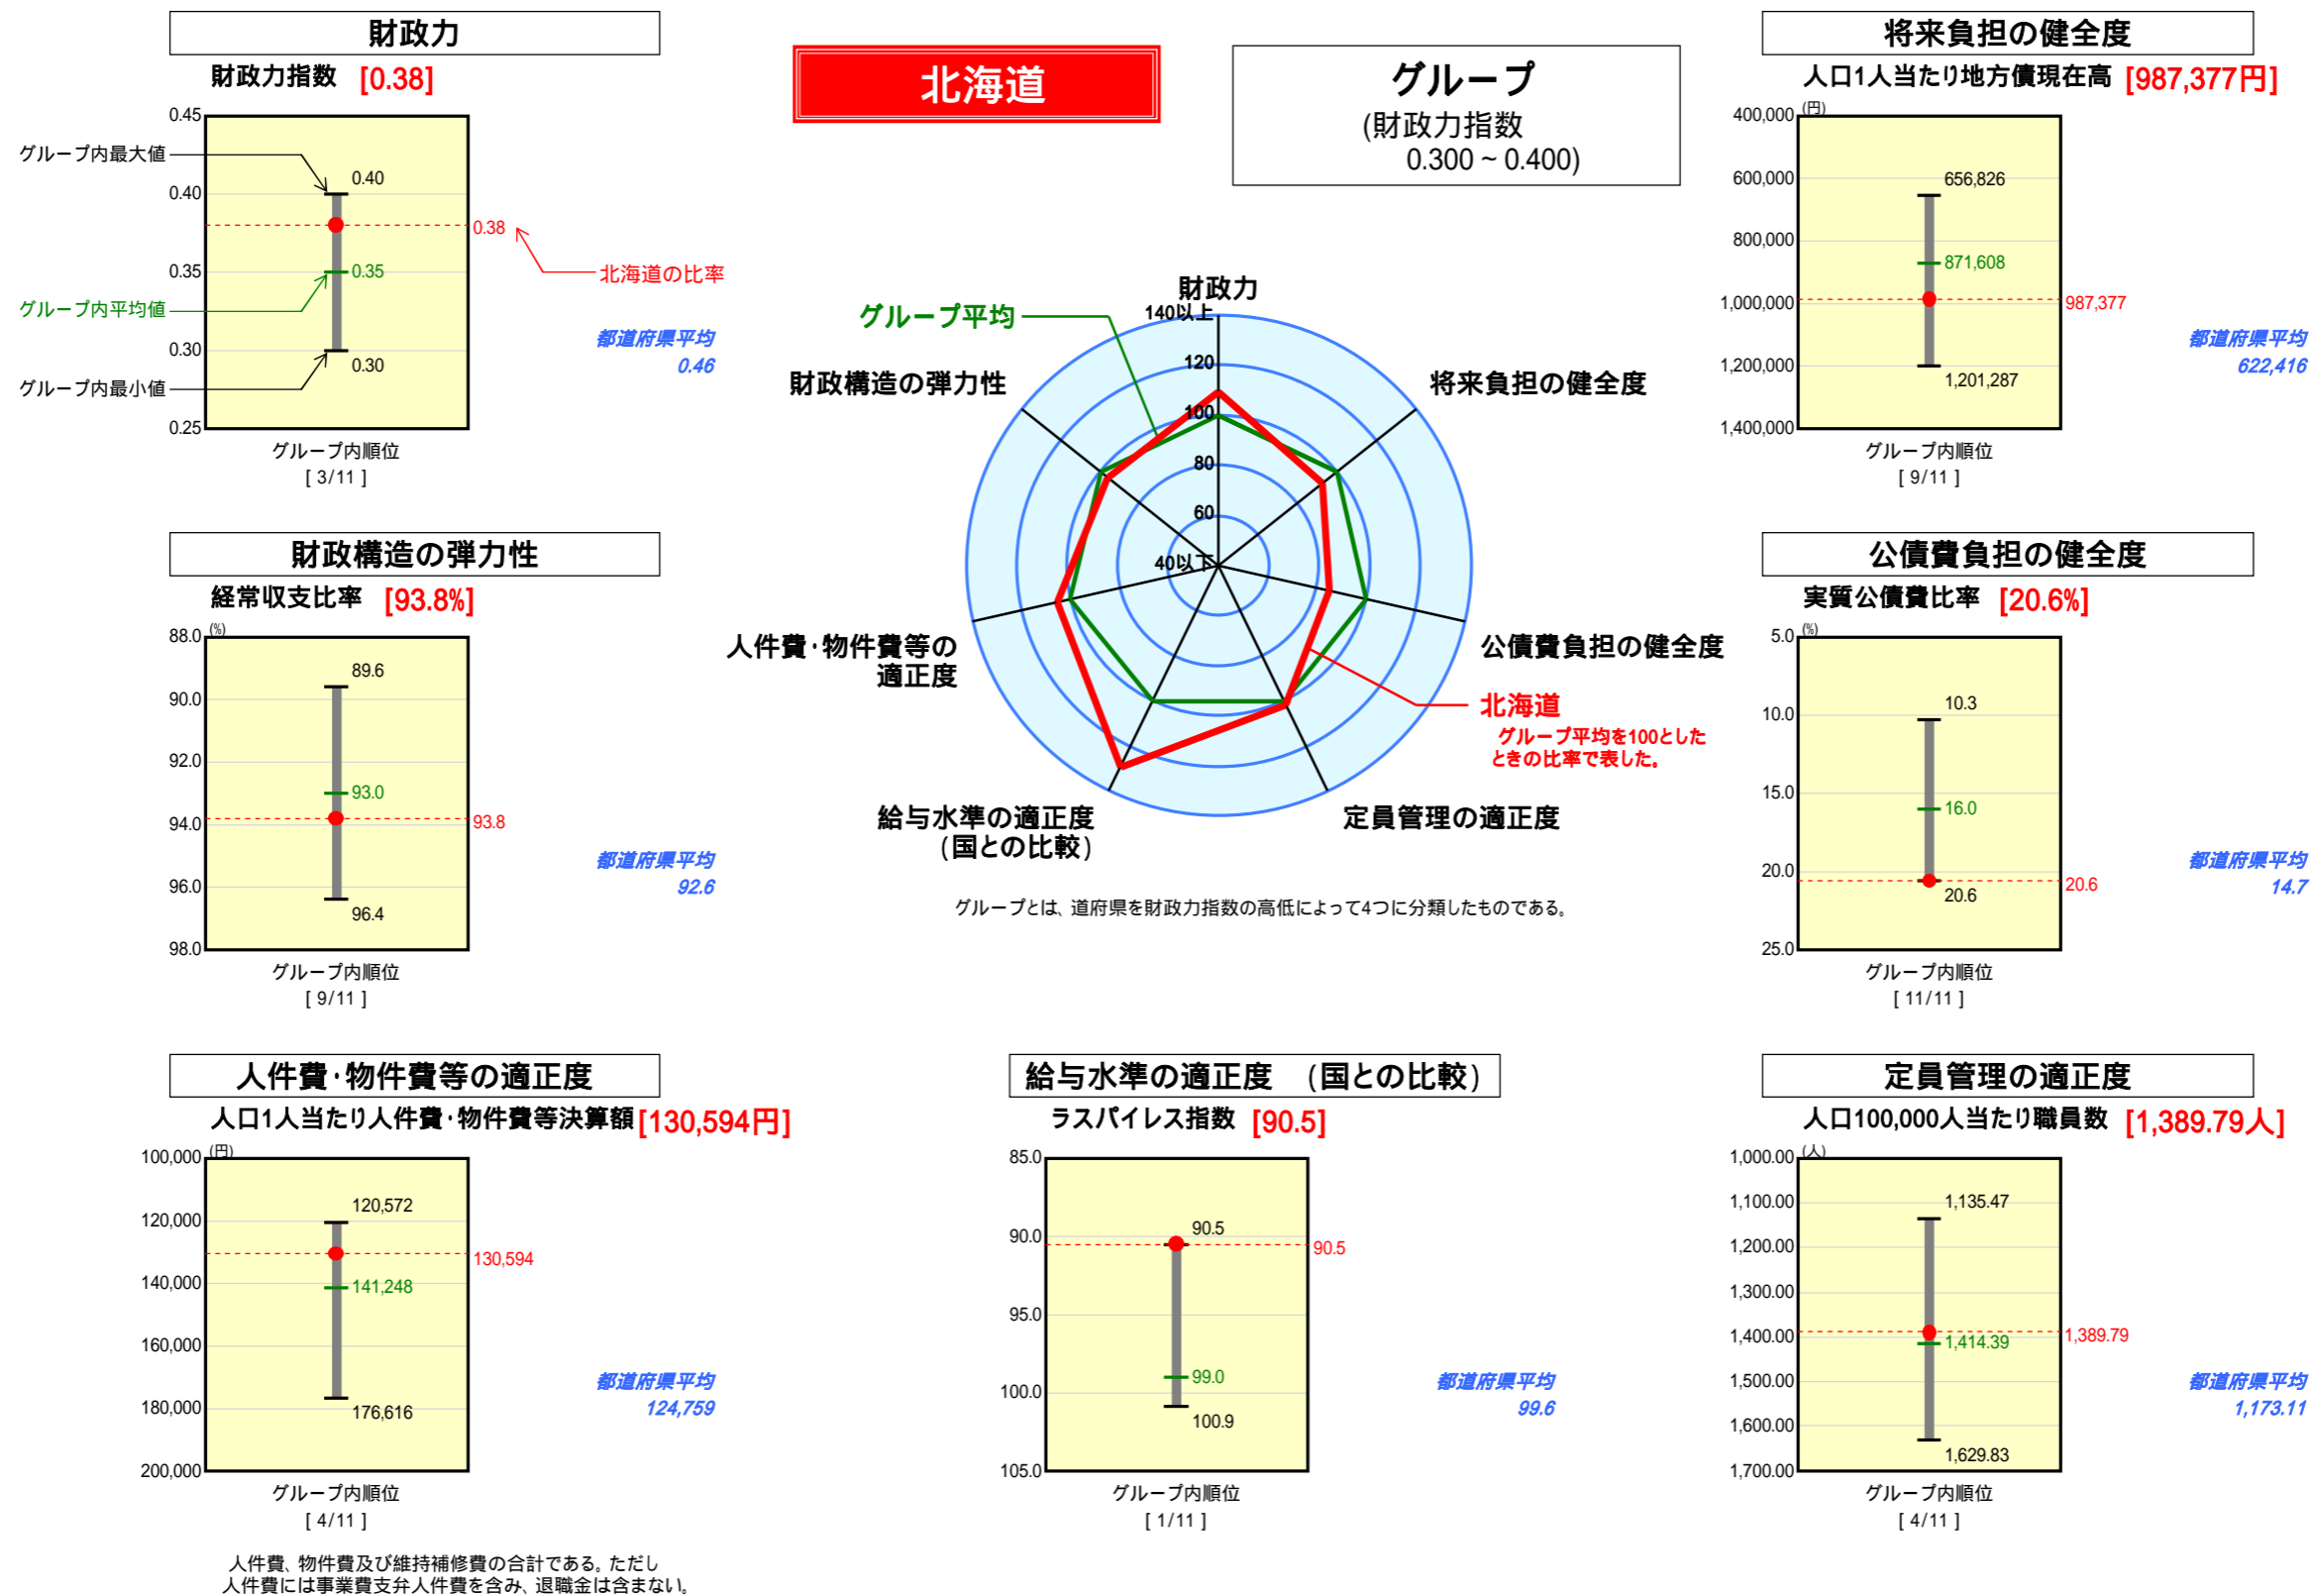 財政力
財政力指数 [0.38]
0.45
0.40
0.35
0.30
0.25
グループ内最大値
グループ内平均値
グループ内最小値
0.40
0.35
0.30
0.38
北海道の比率
都道府県平均
0.46
グループ内順位
[ 3/11 ]
北海道
グループ
(財政力指数
0.300 ~ 0.400)
将来負担の健全度
人口1人当たり地方債現在高 [987,377円]
(円)
400,000
600,000
800,000
1,000,000
1,200,000
1,400,000
656,826
871,608
1,201,287
987,377
都道府県平均
622,416
グループ内順位
[ 9/11 ]
財政力
140以上
120
100
80
60
40以下
グループ平均
財政構造の弾力性
将来負担の健全度
人件費・物件費等の
適正度
公債費負担の健全度
北海道
グループ平均を100とした
ときの比率で表した。
給与水準の適正度
(国との比較)
定員管理の適正度
グループとは、道府県を財政力指数の高低によって4つに分類したものである。
財政構造の弾力性
経常収支比率 [93.8%]
(%)
88.0
90.0
92.0
94.0
96.0
98.0
89.6
93.0
96.4
93.8
都道府県平均
92.6
グループ内順位
[ 9/11 ]
公債費負担の健全度
実質公債費比率 [20.6%]
(%)
5.0
10.0
15.0
20.0
25.0
10.3
16.0
20.6
20.6
都道府県平均
14.7
グループ内順位
[ 11/11 ]
人件費・物件費等の適正度
人口1人当たり人件費・物件費等決算額 [130,594円]
(円)
100,000
120,000
140,000
160,000
180,000
200,000
120,572
141,248
176,616
130,594
都道府県平均
124,759
グループ内順位
[ 4/11 ]
人件費、物件費及び維持補修費の合計である。ただし
人件費には事業費支弁人件費を含み、退職金は含まない。
給与水準の適正度 (国との比較)
ラスパイレス指数 [90.5]
85.0
90.0
95.0
100.0
105.0
90.5
99.0
100.9
90.5
都道府県平均
99.6
グループ内順位
[ 1/11 ]
定員管理の適正度
人口100,000人当たり職員数 [1,389.79人]
(人)
1,000.00
1,100.00
1,200.00
1,300.00
1,400.00
1,500.00
1,600.00
1,700.00
1,135.47
1,414.39
1,629.83
1,389.79
都道府県平均
1,173.11
グループ内順位
[ 4/11 ]